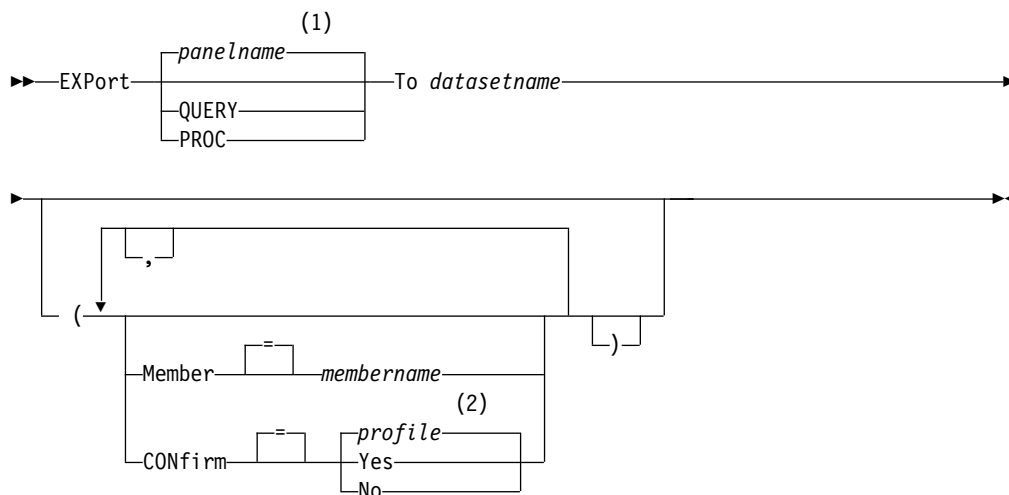 (1)
panelname
EXPort To datasetname
QUERY
PROC
,
( )
=
Member membername
(2)
= profile
CONfirm Yes
No